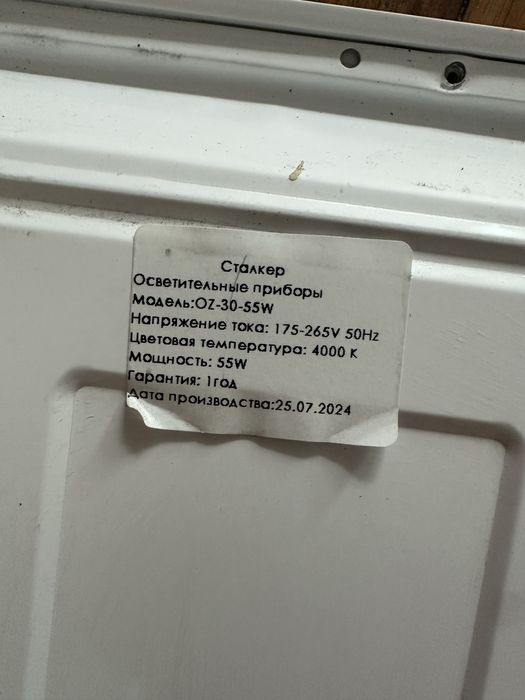 Сталкер
Осветительные приборы
Модель:OZ-30-55W
Напряжение тока: 175-265V 50Hz
Цветовая температура: 4000 К
Мощность: 55W
Гарантия: 1год
Дата производства:25.07.2024